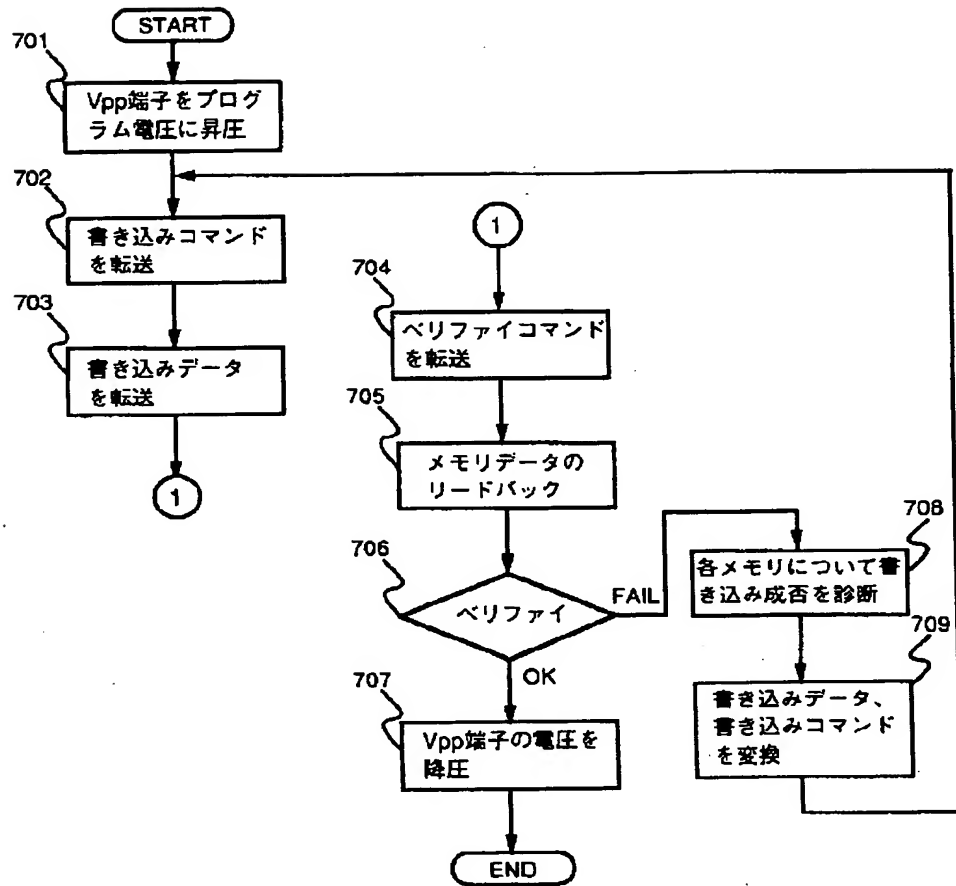 START
701
Vpp端子をプログ
ラム電圧に昇圧
702
書き込みコマンド
を転送
703
書き込みデータ
を転送
1
1
704
ベリファイコマンド
を転送
705
メモリデータの
リードバック
706
ベリファイ
FAIL
OK
707
Vpp端子の電圧を
降圧
END
708
各メモリについて書
き込み成否を診断
709
書き込みデータ、
書き込みコマンド
を変換